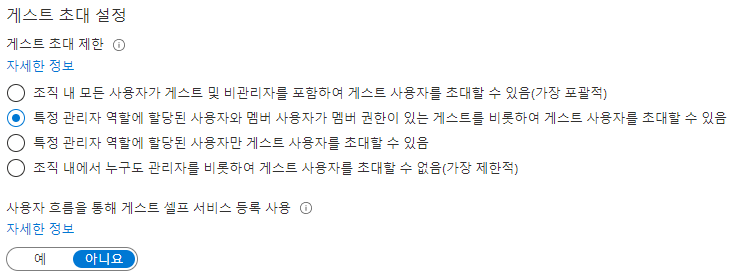 게스트 초대 설정
게스트 초대 제한
자세한 정보
조직 내 모든 사용자가 게스트 및 비관리자를 포함하여 게스트 사용자를 초대할 수 있음(가장 포괄적)
특정 관리자 역할에 할당된 사용자와 멤버 사용자가 멤버 권한이 있는 게스트를 비롯하여 게스트 사용자를 초대할 수 있음
특정 관리자 역할에 할당된 사용자만 게스트 사용자를 초대할 수 있음
조직 내에서 누구도 관리자를 비롯하여 게스트 사용자를 초대할 수 없음(가장 제한적)
사용자 흐름을 통해 게스트 셀프 서비스 등록 사용
자세한 정보
예 아니요